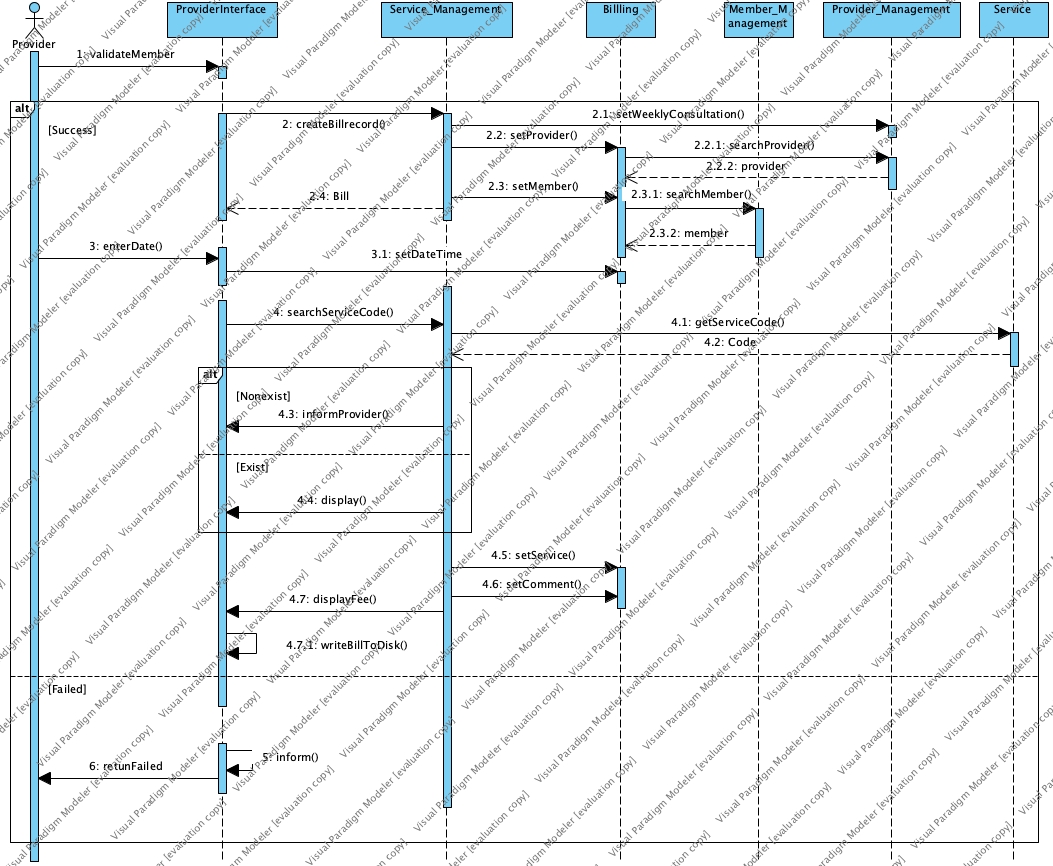 ProviderInterface
Service_Management
Billling
Member_M
anagement
Provider_Management
Service
Provider
1: validateMember
alt
[Success]
2: createBillrecord()
2.1: setWeeklyConsultation()
2.2: setProvider()
2.2.1: searchProvider()
2.2.2: provider
2.3: setMember()
2.3.1: searchMember()
2.4: Bill
2.3.2: member
3: enterDate()
3.1: setDateTime
4: searchServiceCode()
4.1: getServiceCode()
4.2: Code
alt
[Nonexist]
4.3: informProvider()
[Exist]
4.4: display()
4.5: setService()
4.6: setComment()
4.7: displayFee()
4.7.1: writeBillToDisk()
[Failed]
5: inform()
6: retunFailed
Visual Paradigm Modeler [evaluation copy]